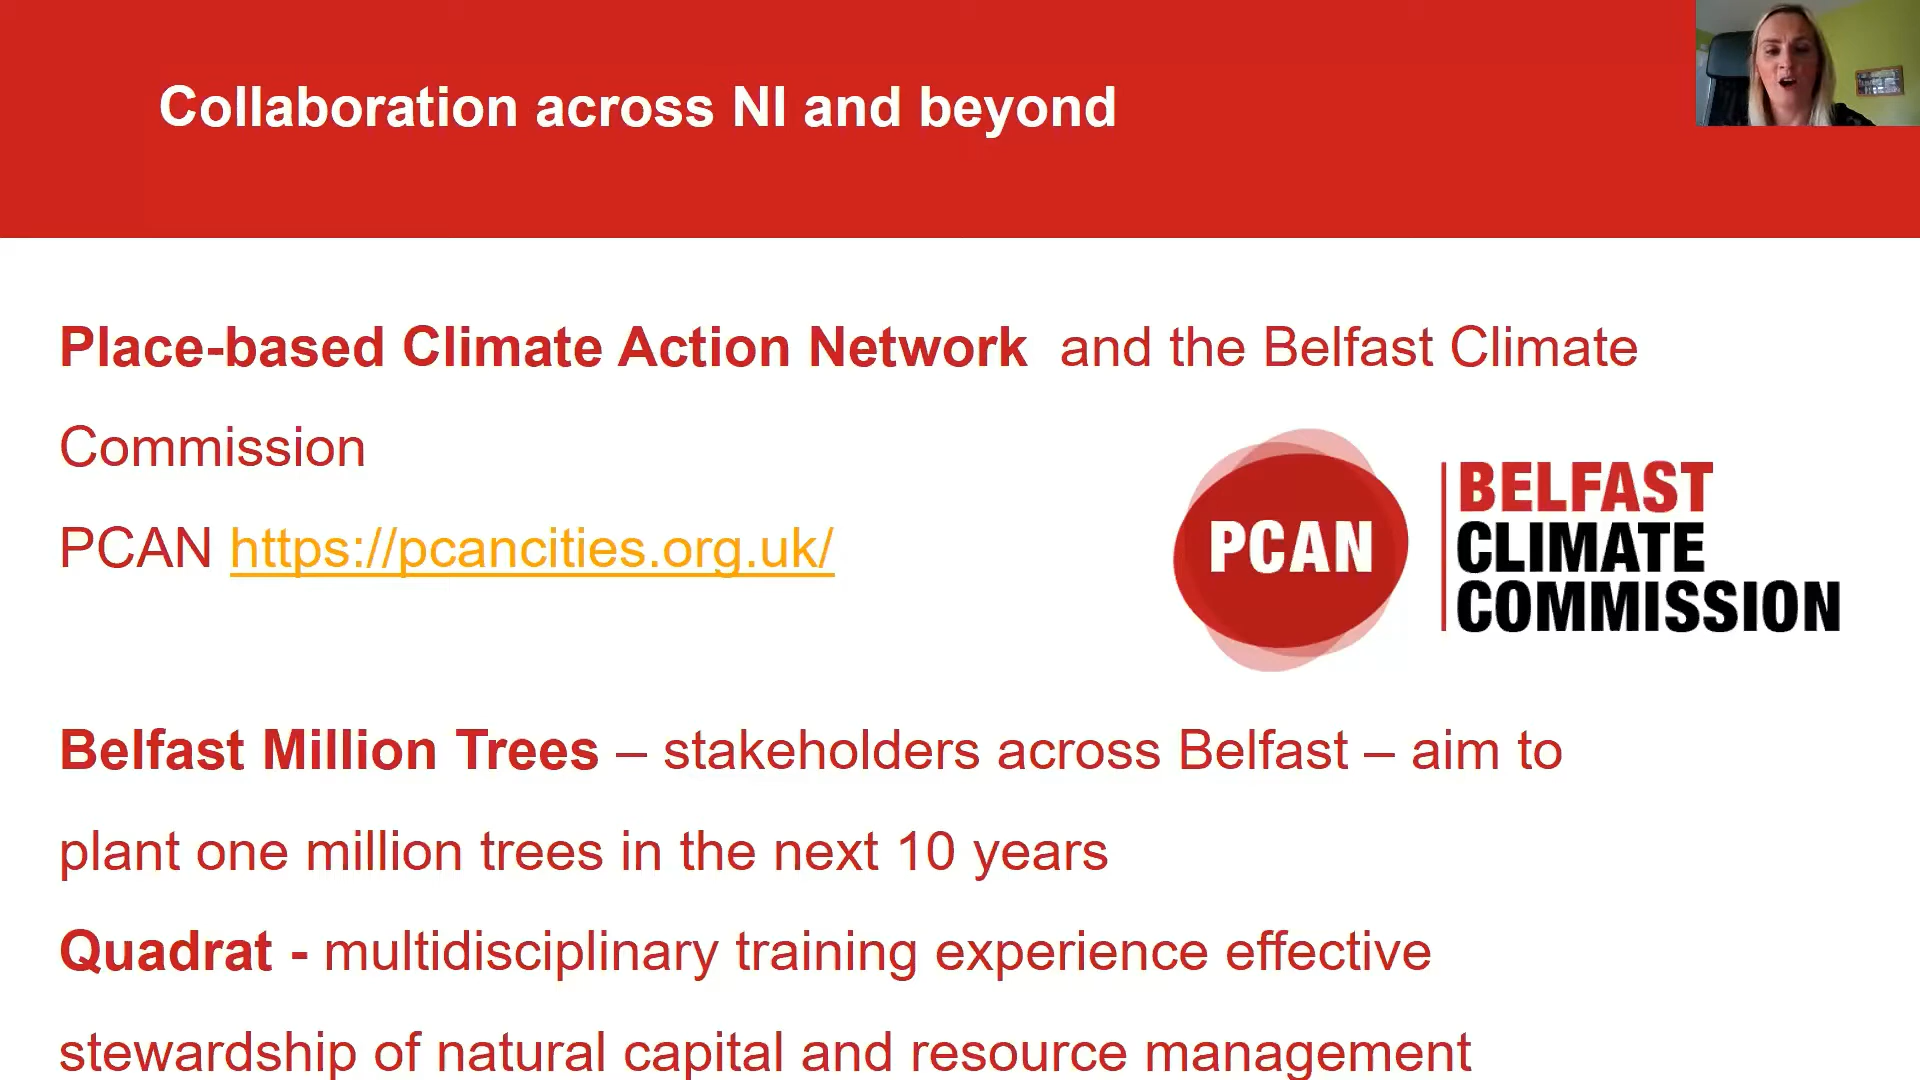 Collaboration across NI and beyond
Place-based Climate Action Network and the Belfast Climate
Commission
PCAN https://pcancities.org.uk/
PCAN
BELFAST
CLIMATE
COMMISSION
Belfast Million Trees – stakeholders across Belfast – aim to
plant one million trees in the next 10 years
Quadrat - multidisciplinary training experience effective
stewardship of natural capital and resource management